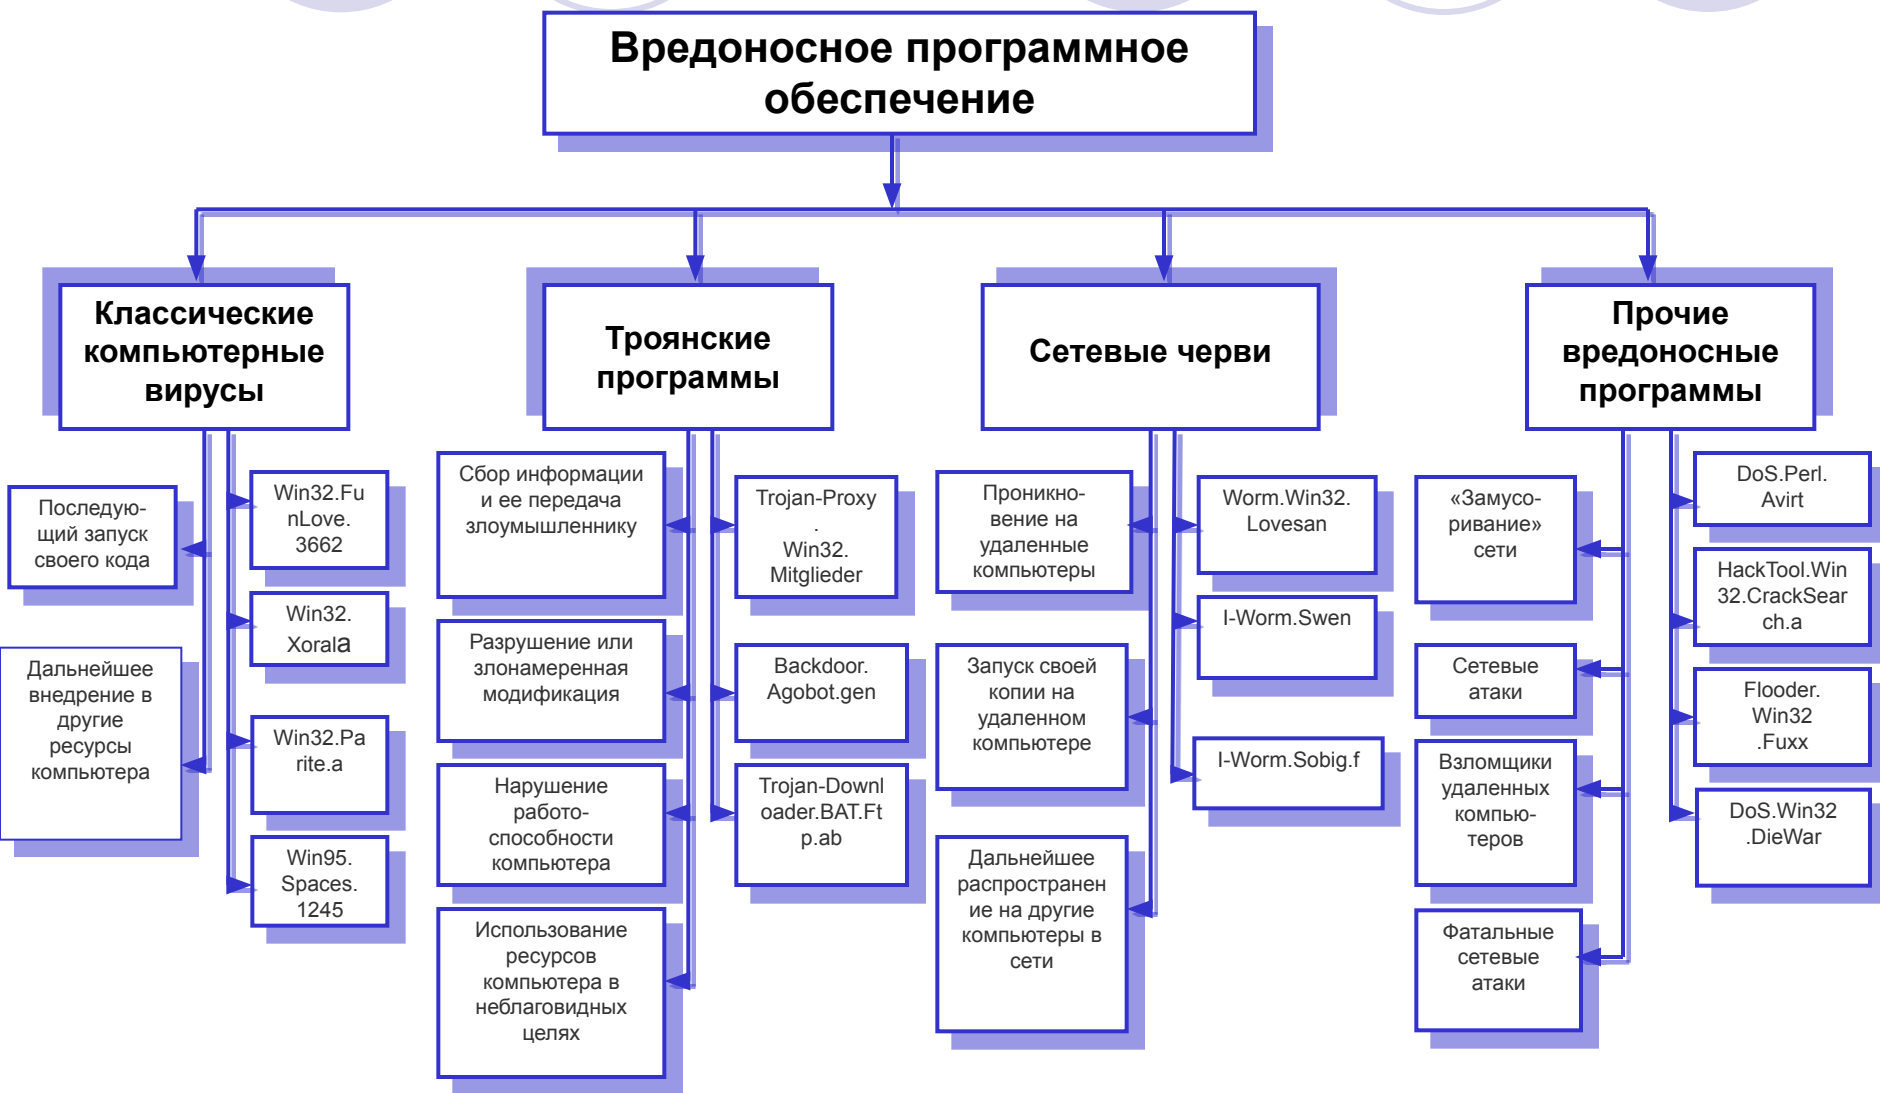 Вредоносное программное
обеспечение
Классические
компьютерные
вирусы
Последую-
щий запуск
своего кода
Дальнейшее
внедрение в
другие
ресурсы
компьютера
Win32.Fu
nLove.
3662
Win32.
Xorala
Win32.Pa
rite.a
Win95.
Spaces.
1245
Троянские
программы
Сбор информации
и ее передача
злоумышленнику
Разрушение или
злонамеренная
модификация
Нарушение
работо-
способности
компьютера
Использование
ресурсов
компьютера в
неблаговидных
целях
Trojan-Proxy
.
Win32.
Mitglieder
Backdoor.
Agobot.gen
Trojan-Downl
oader.BAT.Ft
p.ab
Сетевые черви
Проникно-
вение на
удаленные
компьютеры
Запуск своей
копии на
удаленном
компьютере
Дальнейшее
распространен
ие на другие
компьютеры в
сети
Worm.Win32.
Lovesan
I-Worm.Swen
I-Worm.Sobig.f
Прочие
вредоносные
программы
«Замусо-
ривание»
сети
Сетевые
атаки
Взломщики
удаленных
компью-
теров
Фатальные
сетевые
атаки
DoS.Perl.
Avirt
HackTool.Win
32.CrackSear
ch.a
Flooder.
Win32
.Fuxx
DoS.Win32
.DieWar